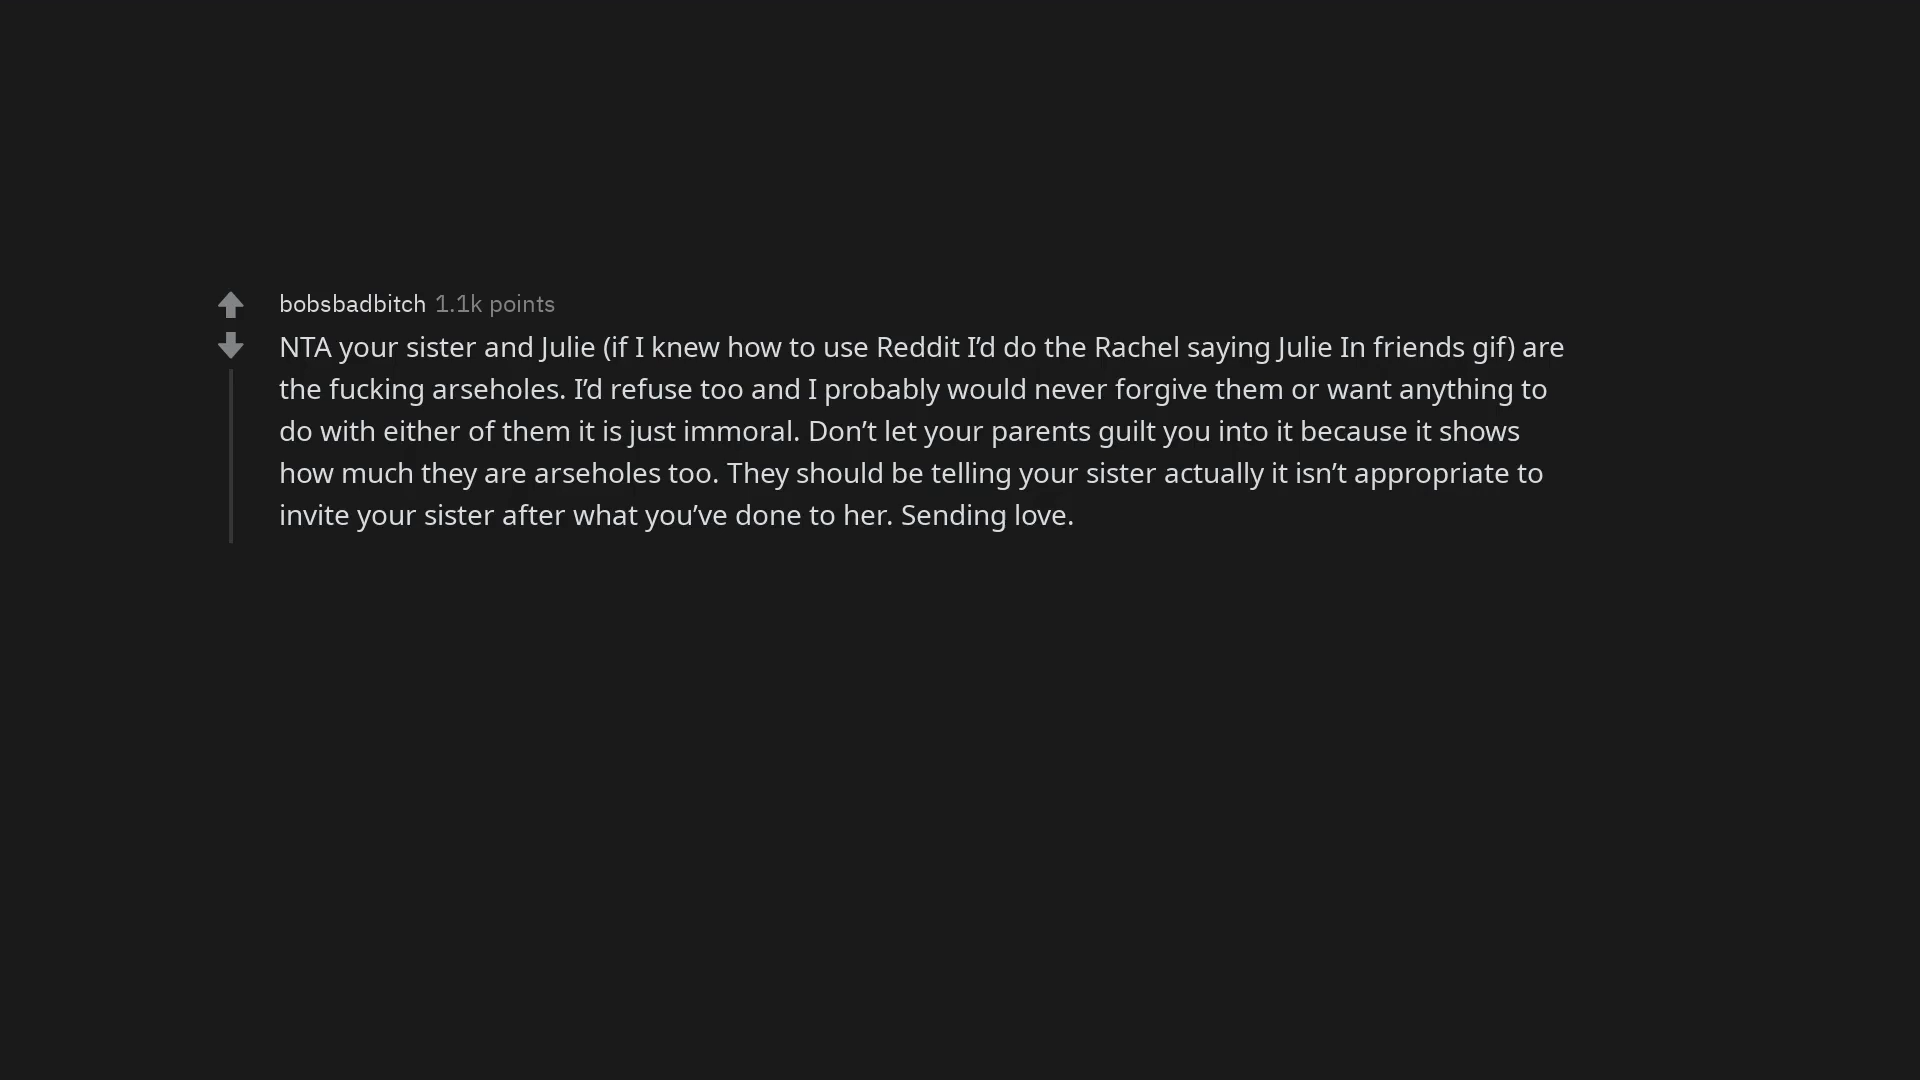 bobsbadbitch 1.1k points
NTA your sister and Julie (if I knew how to use Reddit I’d do the Rachel saying Julie In friends gif) are
the fucking arseholes. I’d refuse too and I probably would never forgive them or want anything to
do with either of them it is just immoral. Don’t let your parents guilt you into it because it shows
how much they are arseholes too. They should be telling your sister actually it isn’t appropriate to
invite your sister after what you’ve done to her. Sending love.